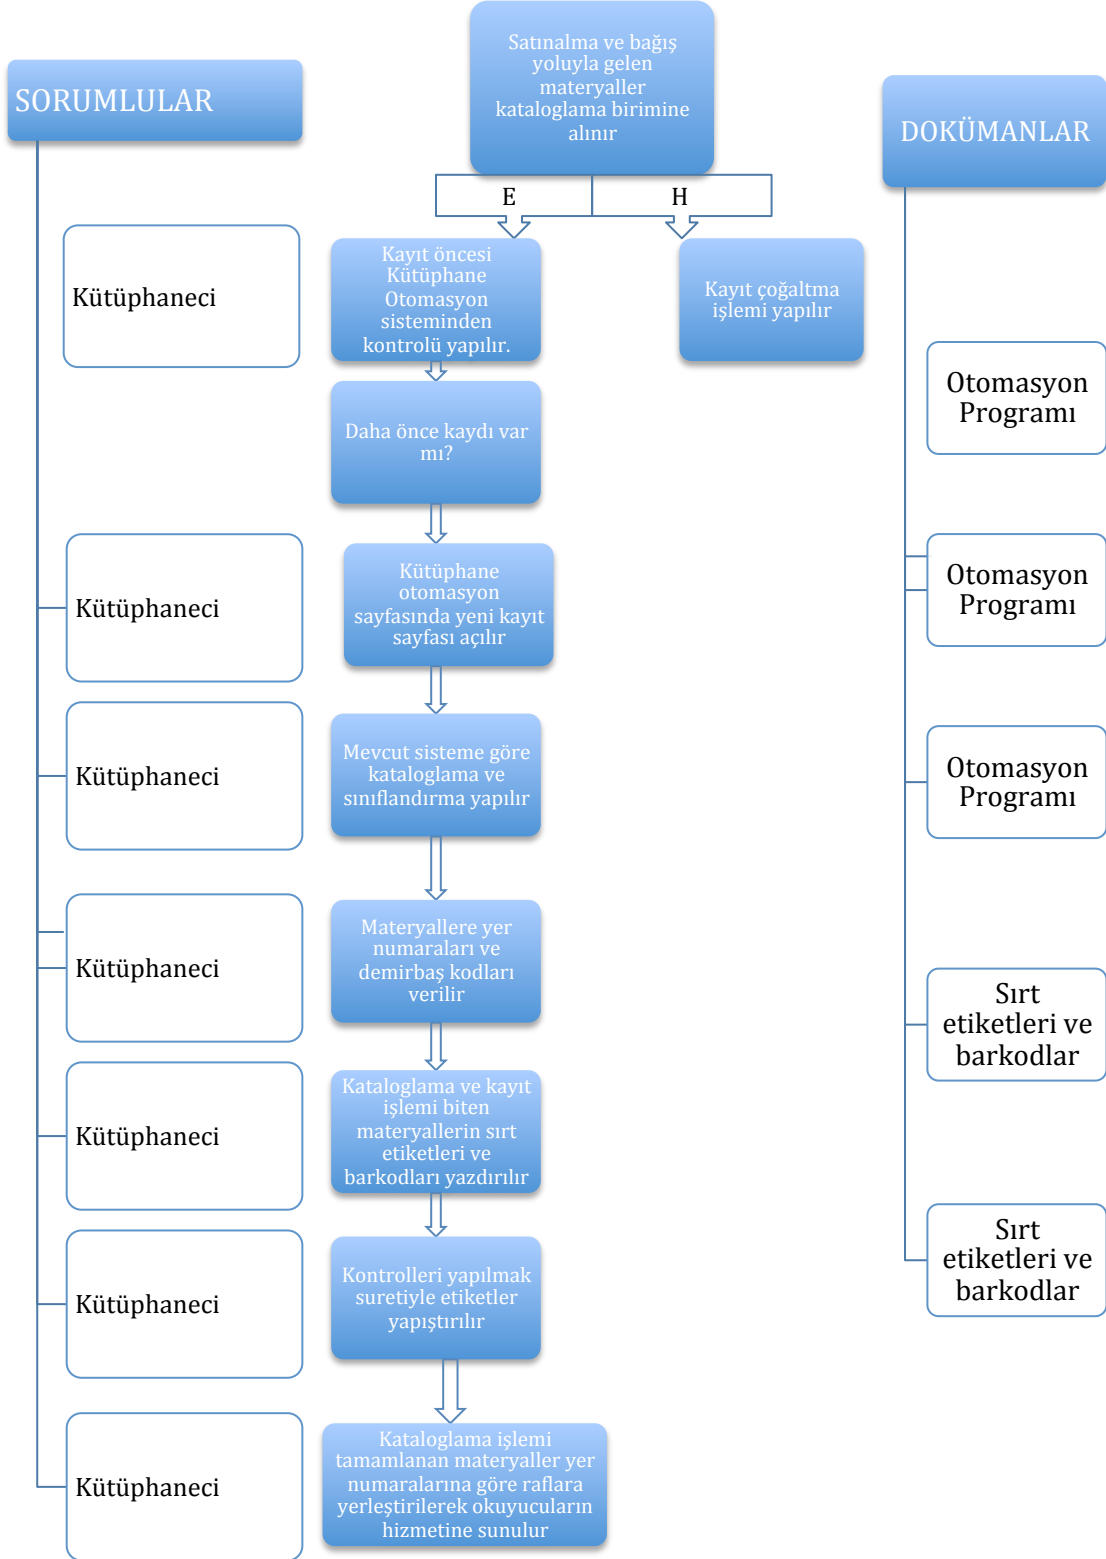 Satınalma ve bağış
yoluyla gelen
materyaller
kataloglama birimine
alınır
SORUMLULAR
DOKÜMANLAR
E
H
Kütüphaneci
Kayıt öncesi
Kütüphane
Otomasyon
sisteminden
kontrolü yapılır.
Kayıt çoğaltma
işlemi yapılır
Otomasyon
Programı
Daha önce kaydı var
mı?
Kütüphaneci
Kütüphane
otomasyon
sayfasında yeni kayıt
sayfası açılır
Otomasyon
Programı
Kütüphaneci
Mevcut sisteme göre
kataloglama ve
sınıflandırma yapılır
Otomasyon
Programı
Kütüphaneci
Materyallere yer
numaraları ve
demirbaş kodları
verilir
Sırt
etiketleri ve
barkodlar
Kütüphaneci
Kataloglama ve kayıt
işlemi biten
materyallerin sırt
etiketleri ve
barkodları yazdırılır
Kütüphaneci
Kontrolleri yapılmak
suretiyle etiketler
yapıştırılır
Sırt
etiketleri ve
barkodlar
Kütüphaneci
Kataloglama işlemi
tamamlanan materyaller yer
numaralarına göre raflara
yerleştirilerek okuyucuların
hizmetine sunulur